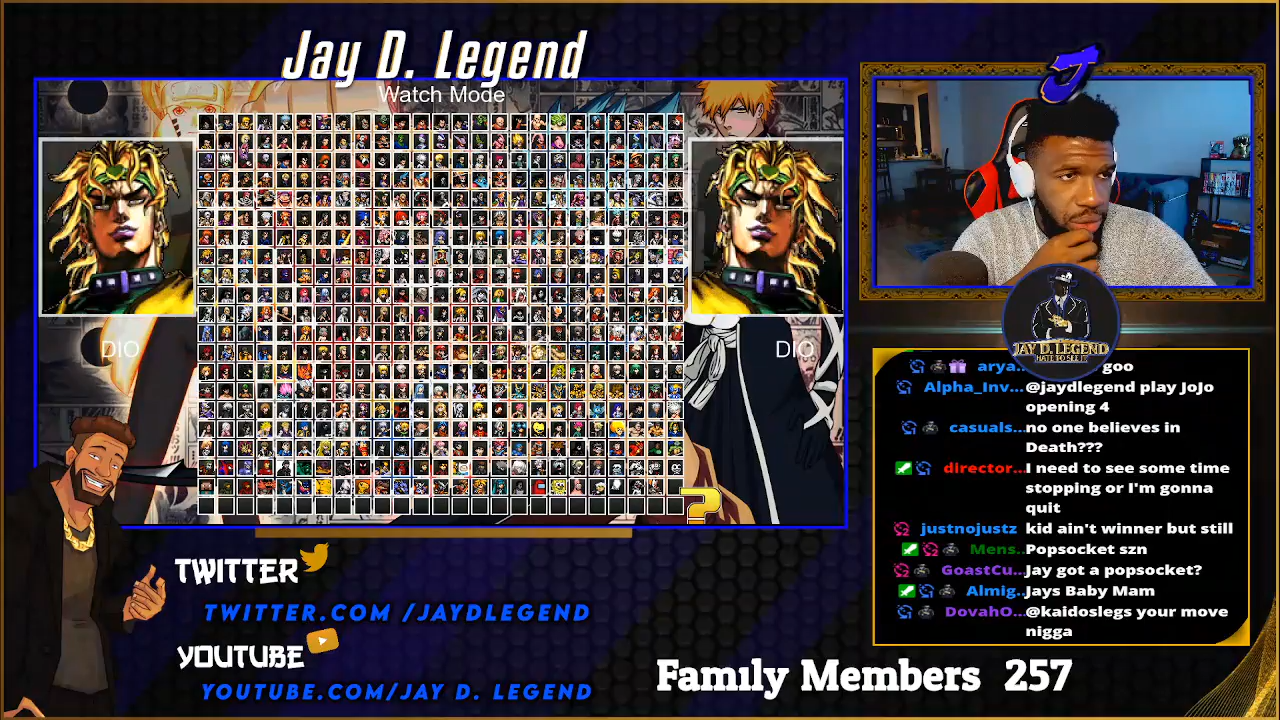 Jay D. Legend
Watch Mode
DIO
DIO
?
J
JAY D. LEGEND
HATE TO SEE IT
arya.. goo
Alpha_Inv... @jaydlegend play JoJo
opening 4
casuals... no one believes in
Death???
director... I need to see some time
stopping or I'm gonna
quit
justnojustz kid ain't winner but still
Mens.. Popsocket szn
GoastCu... Jay got a popsocket?
Almig.. Jays Baby Mam
DovahO... @kaidoslegs your move
nigga
TWITTER
TWITTER.COM /JAYDLEGEND
YOUTUBE
YOUTUBE.COM/JAY D. LEGEND
Family Members 257